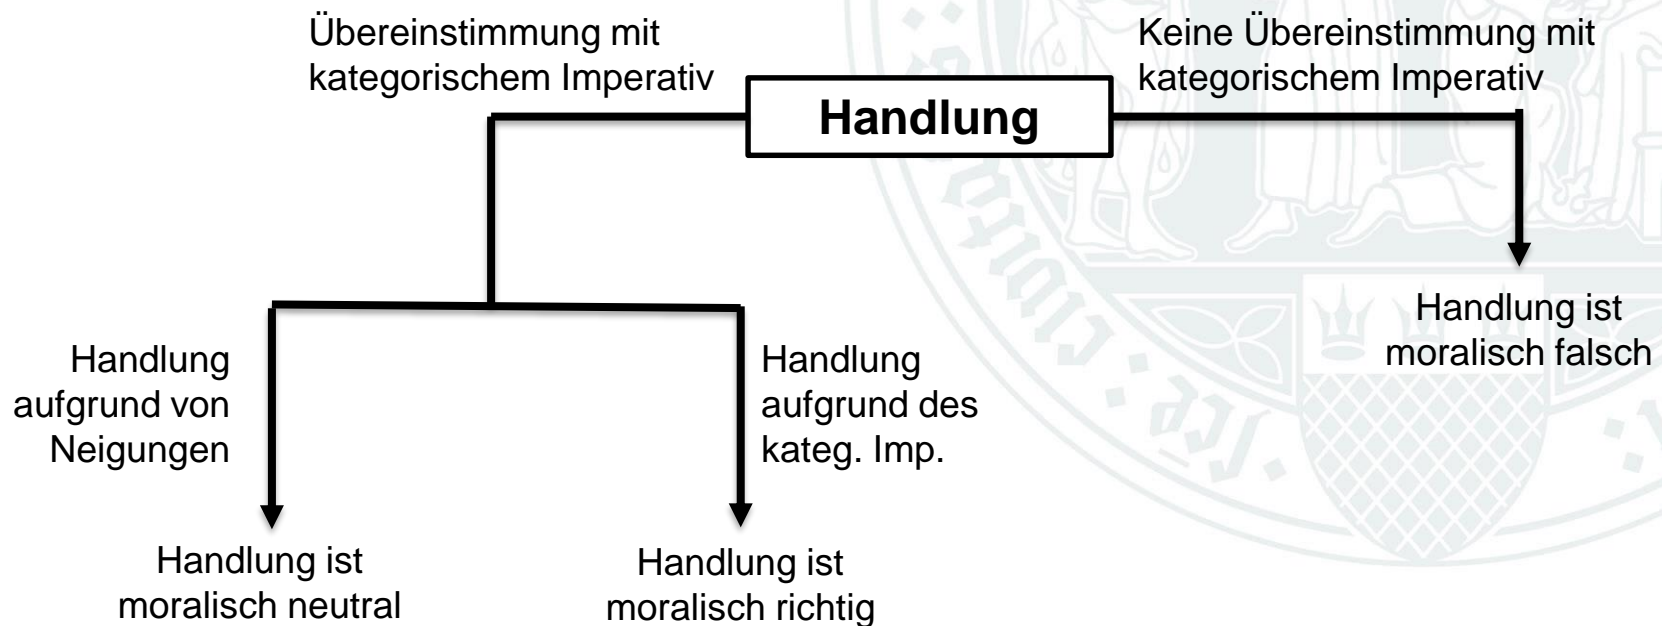 Übereinstimmung mit
kategorischem Imperativ
Keine Übereinstimmung mit
kategorischem Imperativ
Handlung
Handlung ist
moralisch falsch
Handlung
aufgrund von
Neigungen
Handlung
aufgrund des
kateg. Imp.
Handlung ist
moralisch neutral
Handlung ist
moralisch richtig